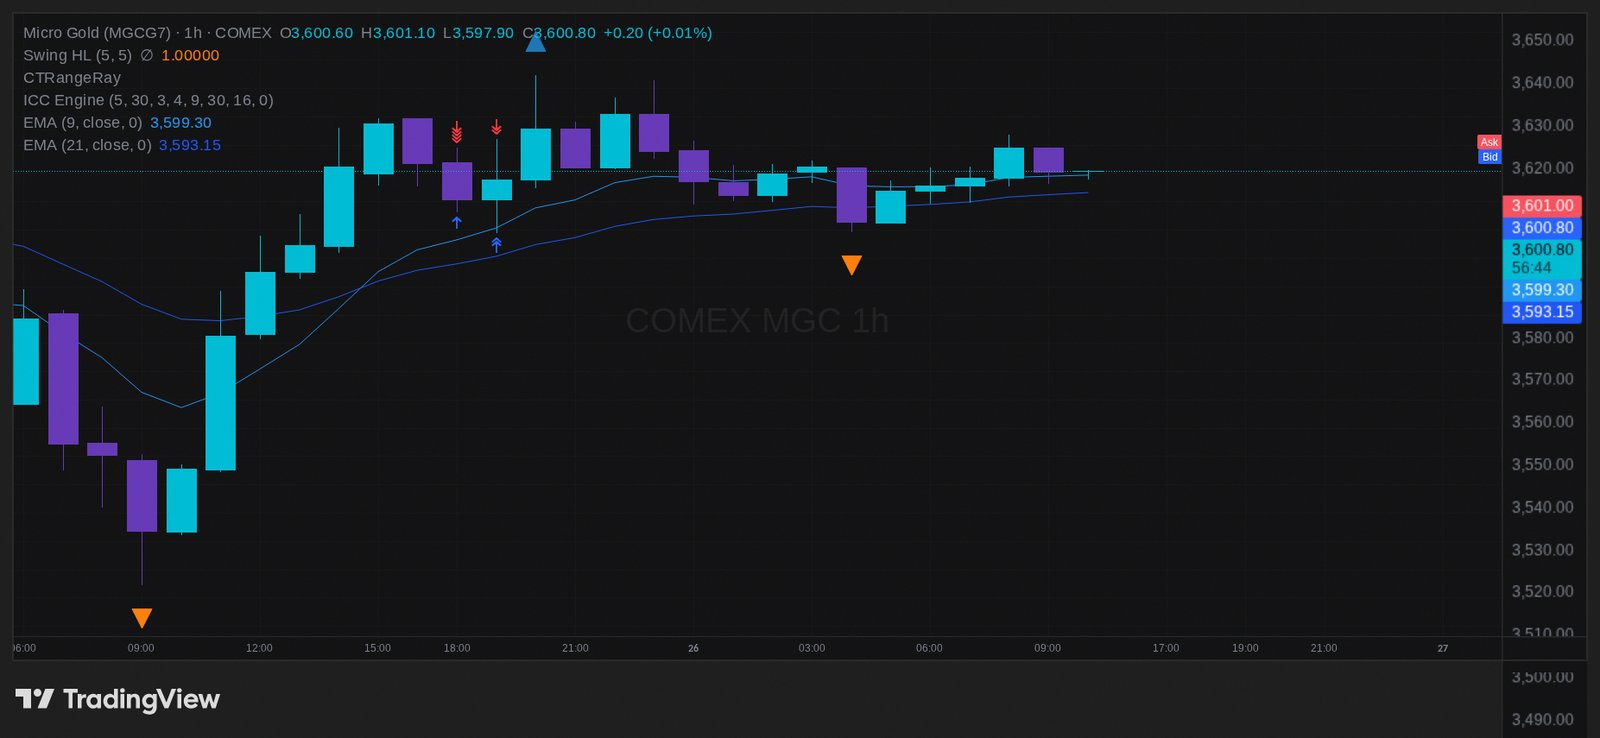 Micro Gold (MGCG7) · 1h · COMEX O3,600.60 H3,601.10 L3,597.90 C3,600.80 +0.20 (+0.01%)
Swing HL (5, 5) ∅ 1.00000
CTRangeRay
ICC Engine (5, 30, 3, 4, 9, 30, 16, 0)
EMA (9, close, 0) 3,599.30
EMA (21, close, 0) 3,593.15
COMEX MGC 1h
3,650.00
3,640.00
3,630.00
Ask
Bid
3,620.00
3,601.00
3,600.80
3,600.80
56:44
3,599.30
3,593.15
3,580.00
3,570.00
3,560.00
3,550.00
3,540.00
3,530.00
3,520.00
3,510.00
06:00 09:00 12:00 15:00 18:00 21:00 26 03:00 06:00 09:00 17:00 19:00 21:00 27
3,500.00
3,490.00
TradingView